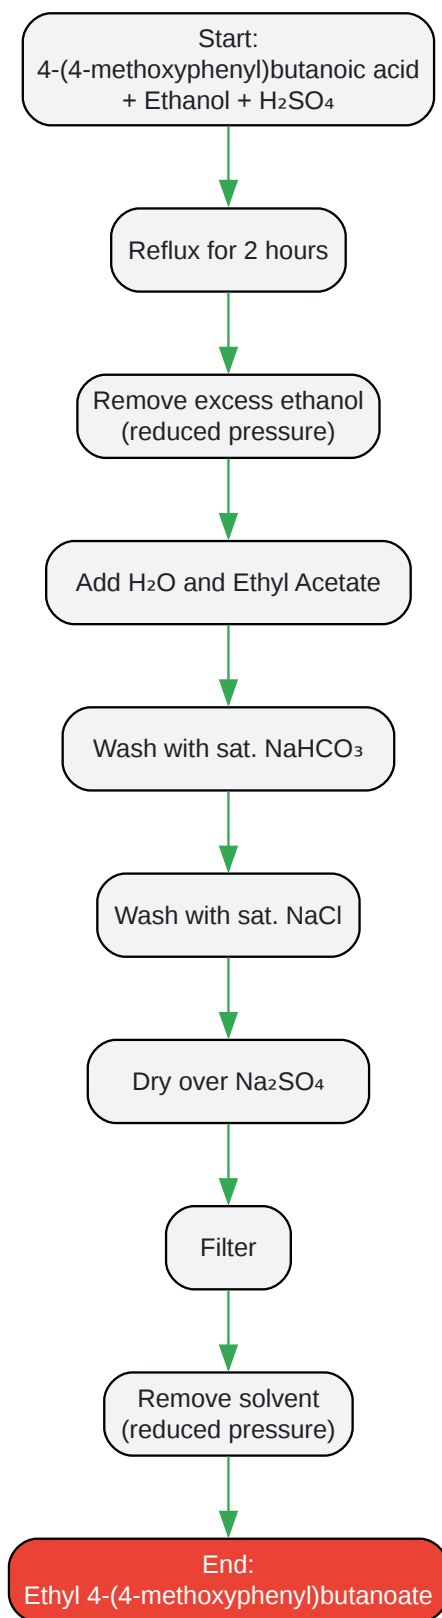 Start:
4-(4-methoxyphenyl)butanoic acid
+ Ethanol + H₂SO₄
Reflux for 2 hours
Remove excess ethanol
(reduced pressure)
Add H₂O and Ethyl Acetate
Wash with sat. NaHCO₃
Wash with sat. NaCl
Dry over Na₂SO₄
Filter
Remove solvent
(reduced pressure)
End:
Ethyl 4-(4-methoxyphenyl)butanoate